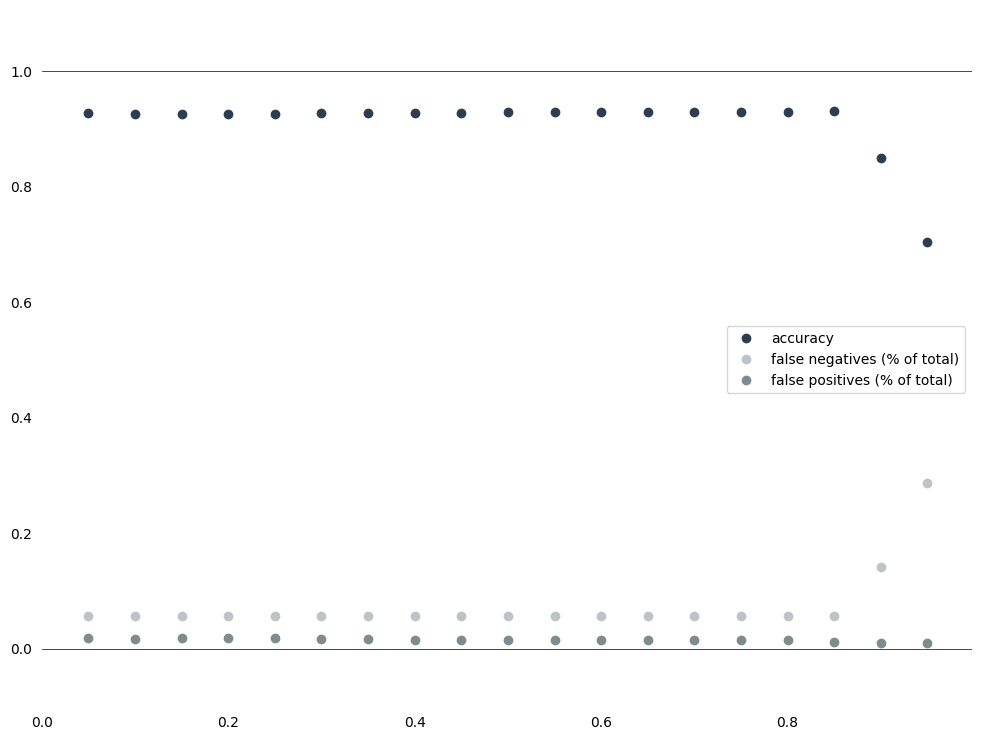 1.0
0.8
0.6
accuracy
false negatives (% of total)
false positives (% of total)
0.4
0.2
0.0
0.0 0.2 0.4 0.6 0.8